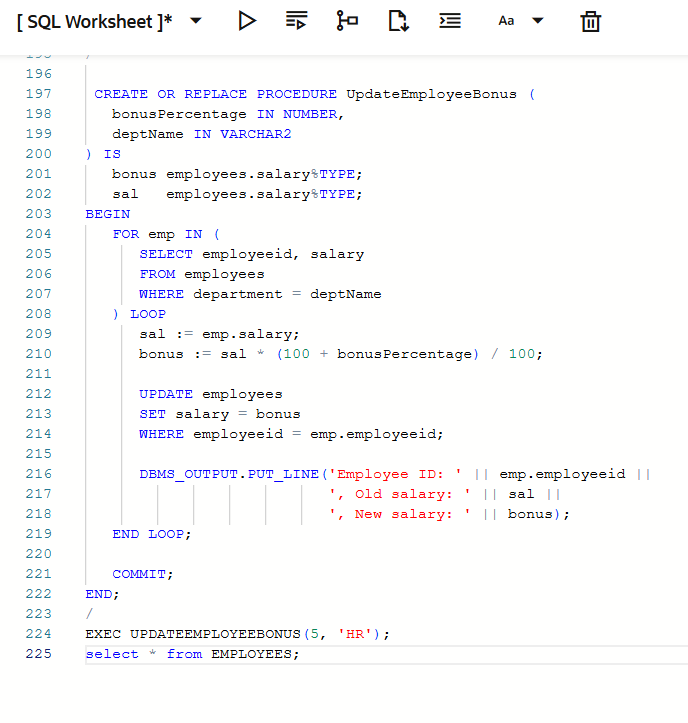 [ SQL Worksheet ]*
Aa
195 /
196
197 CREATE OR REPLACE PROCEDURE UpdateEmployeeBonus (
198 bonusPercentage IN NUMBER,
199 deptName IN VARCHAR2
200 ) IS
201 bonus employees.salary%TYPE;
202 sal employees.salary%TYPE;
203 BEGIN
204 FOR emp IN (
205 SELECT employeeid, salary
206 FROM employees
207 WHERE department = deptName
208 ) LOOP
209 sal := emp.salary;
210 bonus := sal * (100 + bonusPercentage) / 100;
211
212 UPDATE employees
213 SET salary = bonus
214 WHERE employeeid = emp.employeeid;
215
216 DBMS_OUTPUT.PUT_LINE('Employee ID: ' || emp.employeeid ||
217 ', Old salary: ' || sal ||
218 ', New salary: ' || bonus);
219 END LOOP;
220
221 COMMIT;
222 END;
223 /
224 EXEC UPDATEEMPLOYEEBONUS(5, 'HR');
225 select * from EMPLOYEES;